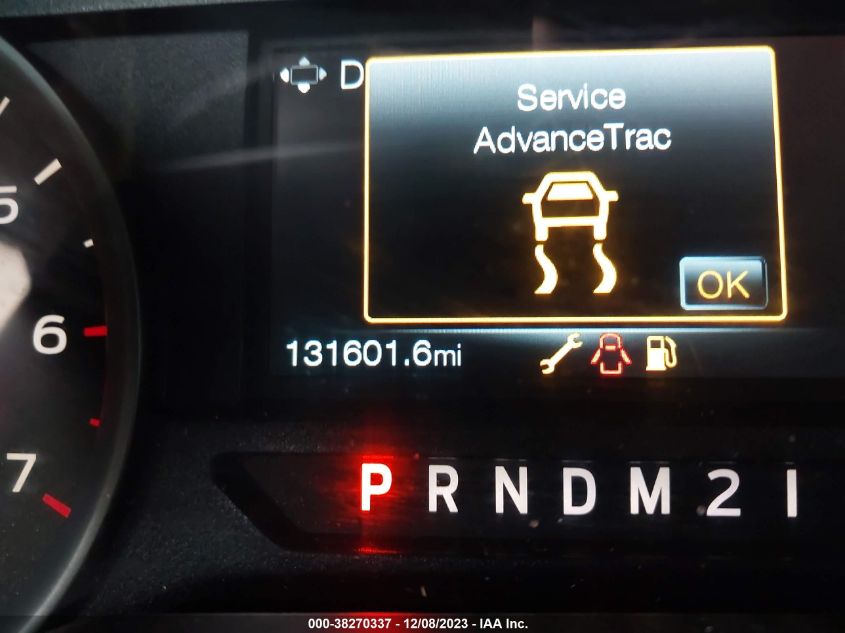 D
Service
AdvanceTrac
OK
5
6
7
131601.6mi
P R N D M 2 1
000-38270337 - 12/08/2023 - IAA Inc.